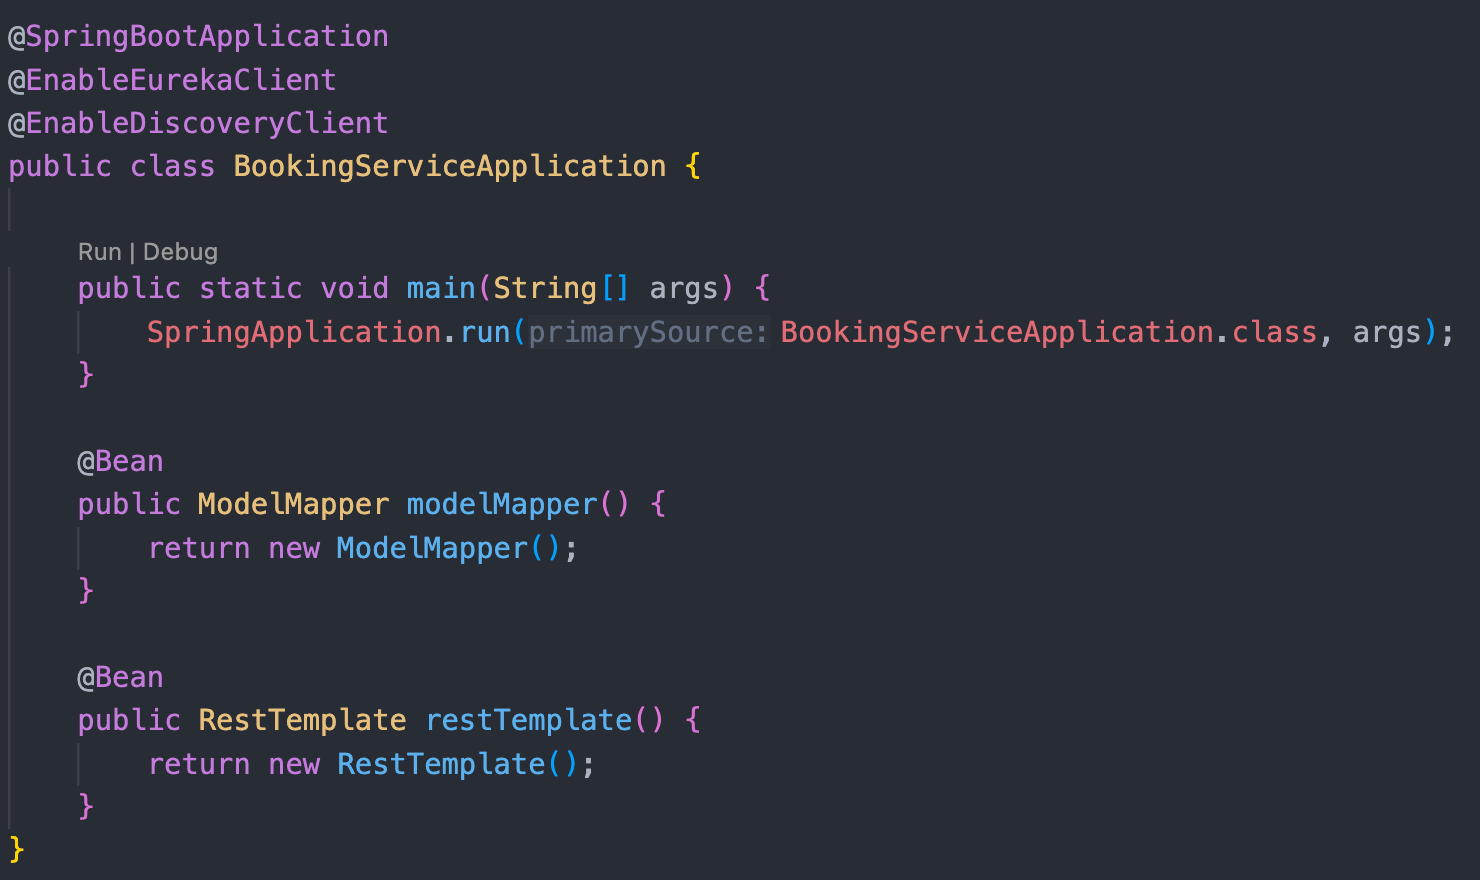 @SpringBootApplication
@EnableEurekaClient
@EnableDiscoveryClient
public class BookingServiceApplication {
Run | Debug
public static void main(String[] args) {
SpringApplication.run(primarySource: BookingServiceApplication.class, args);
}
@Bean
public ModelMapper modelMapper() {
return new ModelMapper();
}
@Bean
public RestTemplate restTemplate() {
return new RestTemplate();
}
}